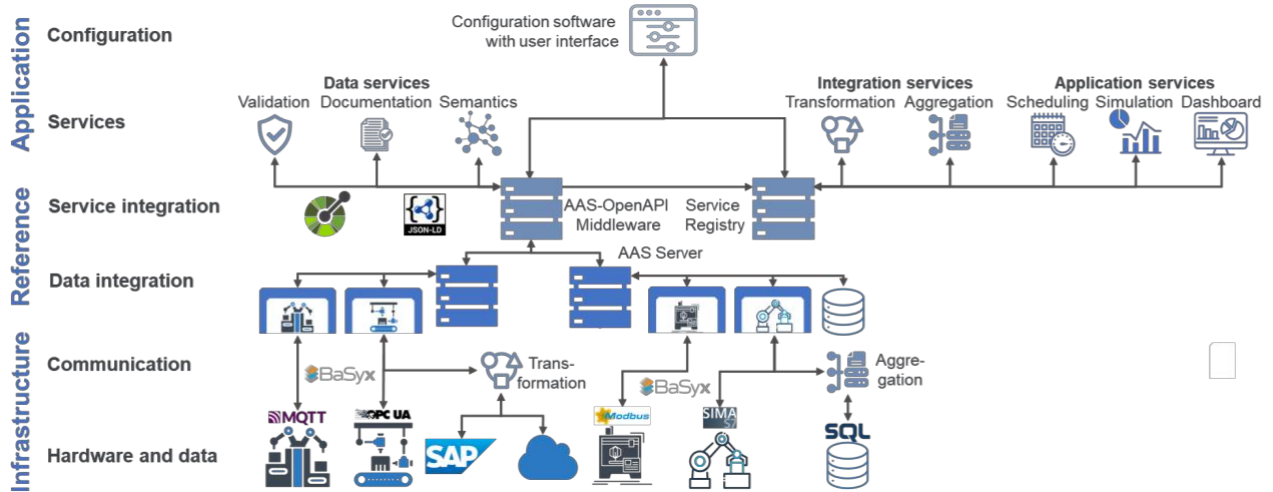 Application
Reference
Infrastructure
Configuration
Configuration software
with user interface
Services
Data services
Validation Documentation Semantics
Integration services
Transformation Aggregation
Application services
Scheduling Simulation Dashboard
Service integration
JSON-LD
AAS-OpenAPI
Middleware
Service
Registry
AAS Server
Data integration
Communication
BaSyx
Trans-
formation
BaSyx
Aggre-
gation
MQTT
OPC UA
SAP
Modbus
SIMA
S7
SQL
Hardware and data